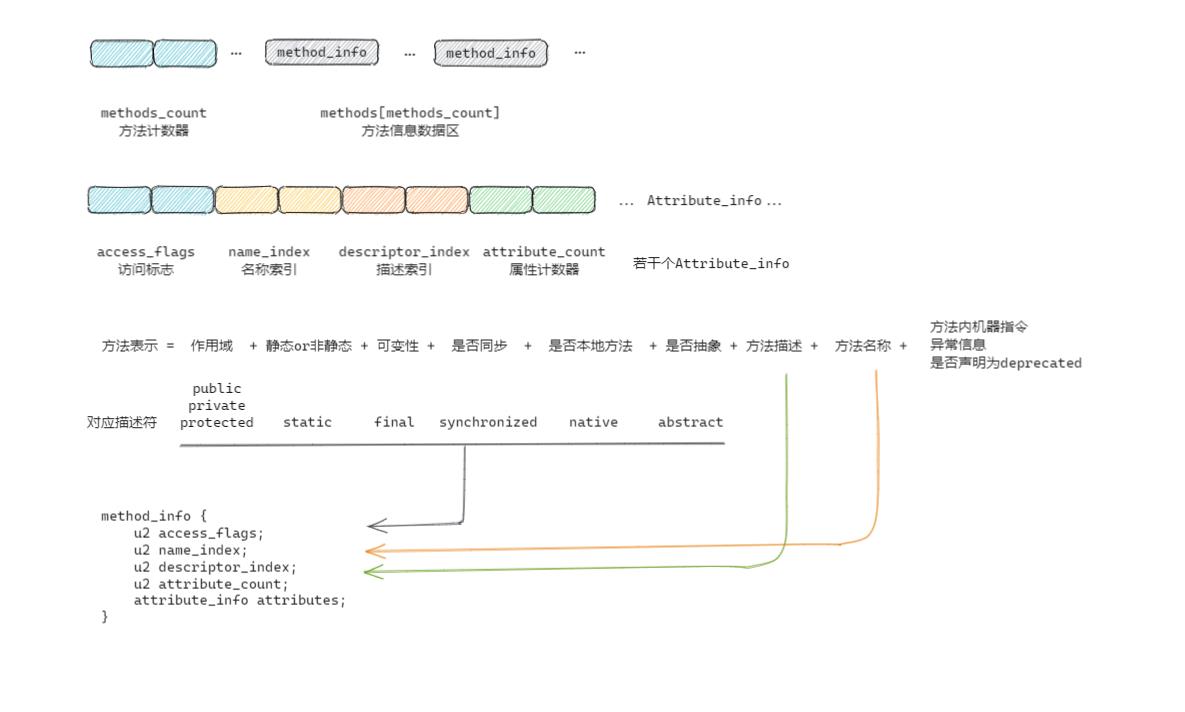 ... method_info ... method_info ...
methods_count methods[methods_count]
方法计数器 方法信息数据区
... Attribute_info ...
access_flags name_index descriptor_index attribute_count
访问标志 名称索引 描述索引 属性计数器
若干个Attribute_info
方法表示 = 作用域 + 静态or非静态 + 可变性 + 是否同步 + 是否本地方法 + 是否抽象 + 方法描述 + 方法名称 +
方法内机器指令
异常信息
是否声明为deprecated
public
private
对应描述符 protected static final synchronized native abstract
method_info {
u2 access_flags;
u2 name_index;
u2 descriptor_index;
u2 attribute_count;
attribute_info attributes;
}